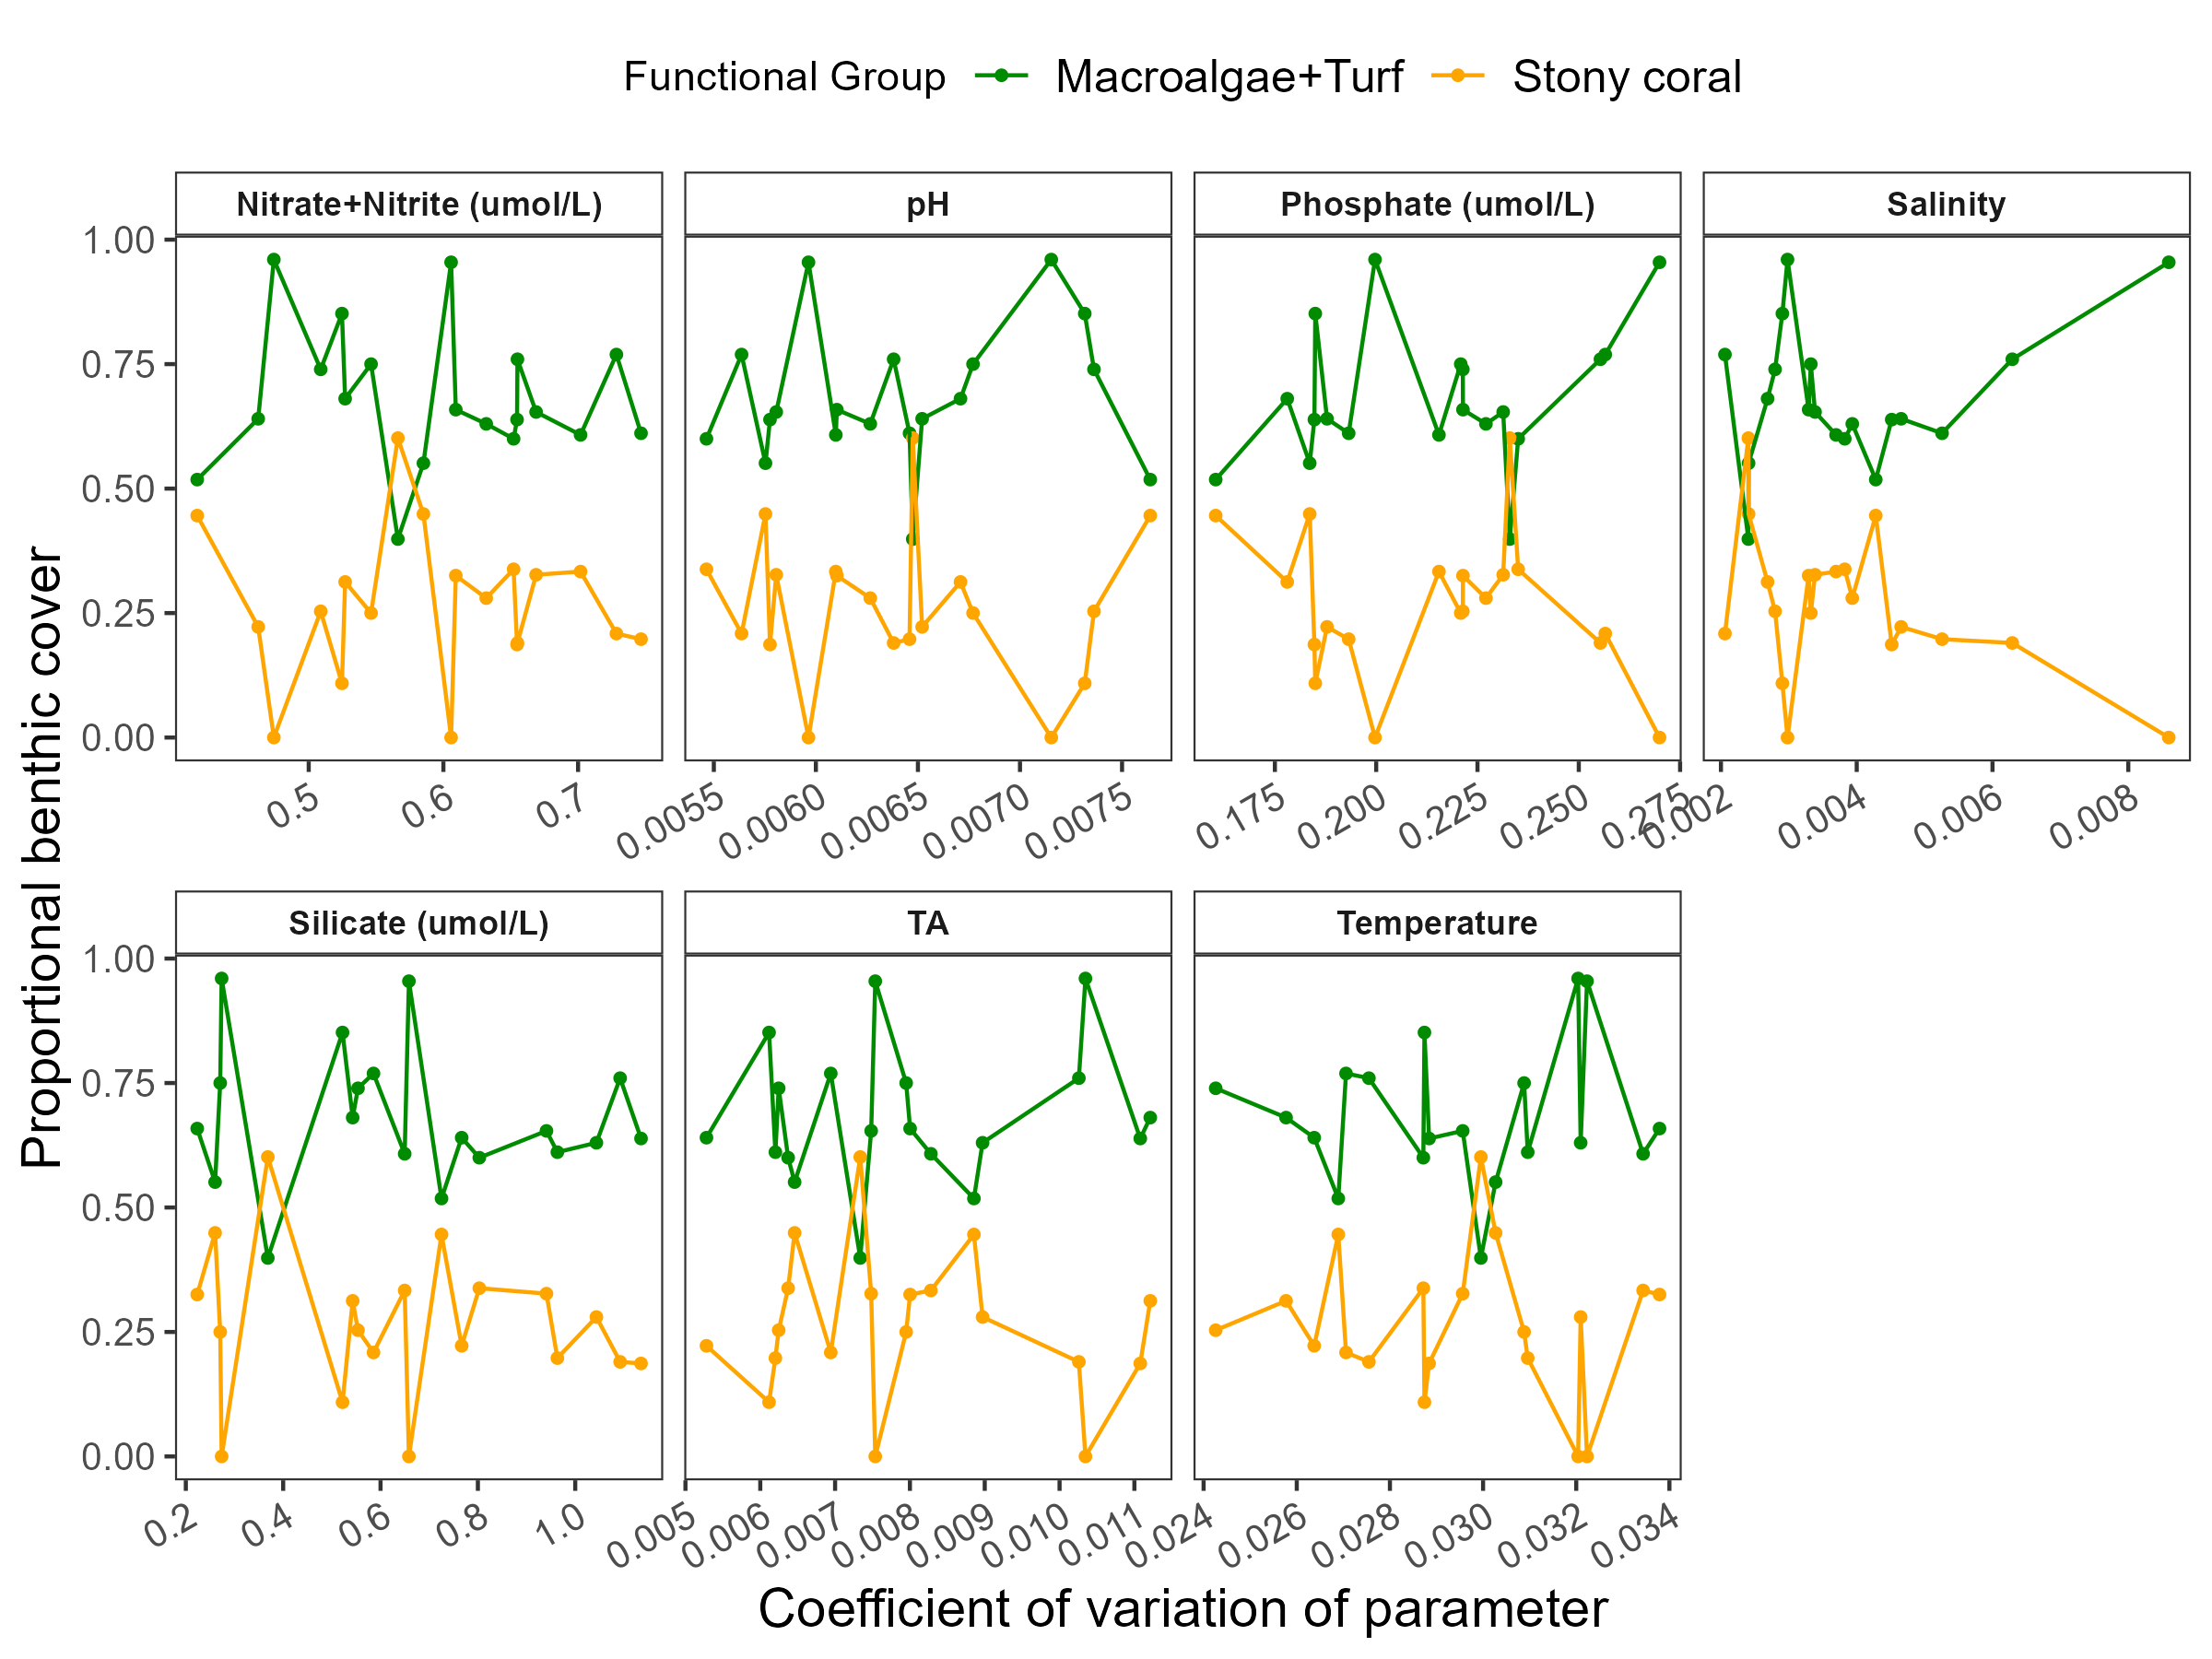 Functional Group Macroalgae+Turf Stony coral
Nitrate+Nitrite (umol/L) pH Phosphate (umol/L) Salinity
1.00
0.75
0.50
0.25
0.00
0.5 0.6 0.7 0.0055 0.0060 0.0065 0.0070 0.0075 0.175 0.200 0.225 0.250 0.275 0.002 0.004 0.006 0.008
Proportional benthic cover
Silicate (umol/L) TA Temperature
1.00
0.75
0.50
0.25
0.00
0.2 0.4 0.6 0.8 1.0 0.005 0.006 0.007 0.008 0.009 0.010 0.011 0.024 0.026 0.028 0.030 0.032 0.034
Coefficient of variation of parameter